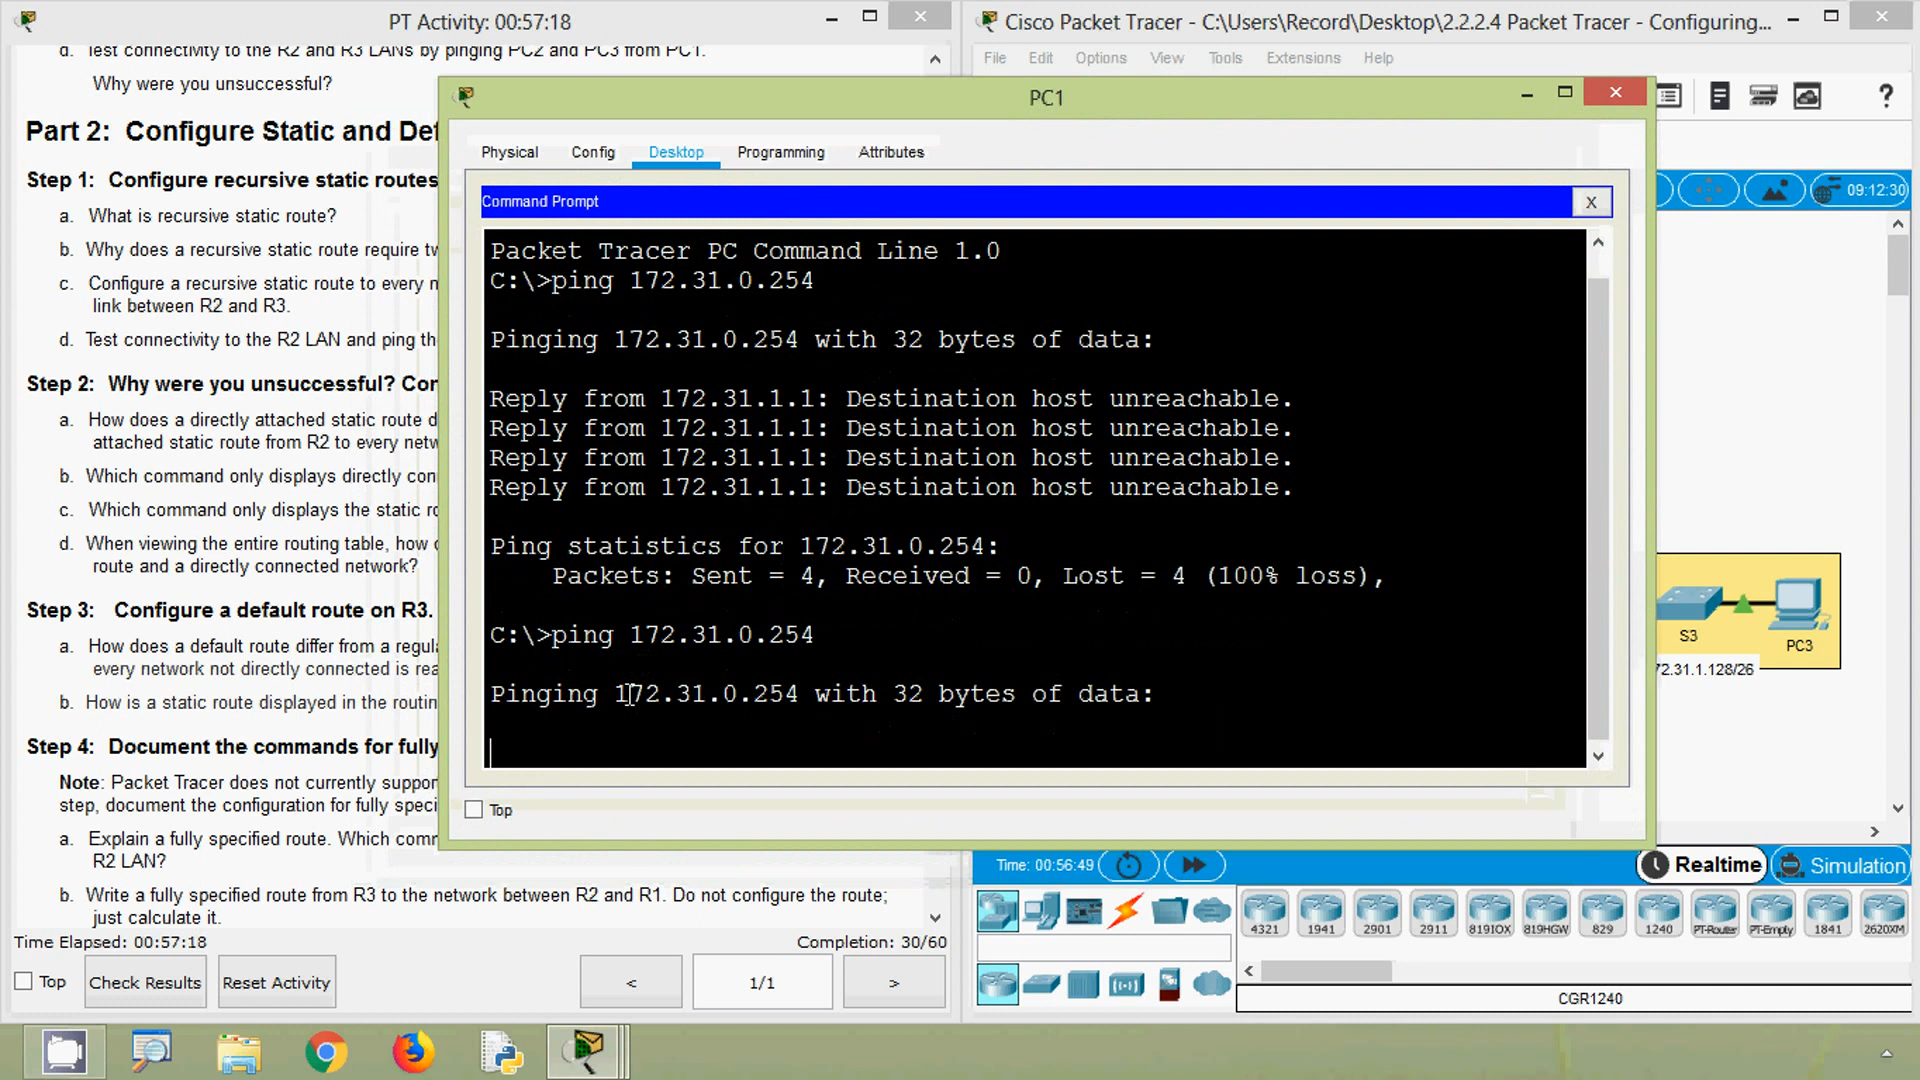 PT Activity: 00:57:18
d. Test connectivity to the R2 and R3 LANs by pinging PC2 and PC3 from PC1.
Why were you unsuccessful?
Part 2: Configure Static and Def
Step 1: Configure recursive static routes
a. What is recursive static route?
b. Why does a recursive static route require tw
c. Configure a recursive static route to every n
link between R2 and R3.
d. Test connectivity to the R2 LAN and ping th
Step 2: Why were you unsuccessful? Con
a. How does a directly attached static route d
attached static route from R2 to every netw
b. Which command only displays directly con
c. Which command only displays the static ro
d. When viewing the entire routing table, how c
route and a directly connected network?
Step 3: Configure a default route on R3.
a. How does a default route differ from a regula
every network not directly connected is rea
b. How is a static route displayed in the routin
Step 4: Document the commands for fully
Note: Packet Tracer does not currently suppor
step, document the configuration for fully speci
a. Explain a fully specified route. Which comm
R2 LAN?
b. Write a fully specified route from R3 to the network between R2 and R1. Do not configure the route;
just calculate it.
Time Elapsed: 00:57:18
Completion: 30/60
Top
Check Results
Reset Activity
<
1/1
>
Cisco Packet Tracer - C:\Users\Record\Desktop\2.2.2.4 Packet Tracer - Configuring...
File Edit Options View Tools Extensions Help
?
09:12:30
PC1
Physical Config Desktop Programming Attributes
Command Prompt
X
Packet Tracer PC Command Line 1.0
C:\>ping 172.31.0.254
Pinging 172.31.0.254 with 32 bytes of data:
Reply from 172.31.1.1: Destination host unreachable.
Reply from 172.31.1.1: Destination host unreachable.
Reply from 172.31.1.1: Destination host unreachable.
Reply from 172.31.1.1: Destination host unreachable.
Ping statistics for 172.31.0.254:
Packets: Sent = 4, Received = 0, Lost = 4 (100% loss),
C:\>ping 172.31.0.254
Pinging 172.31.0.254 with 32 bytes of data:
Top
S3
PC3
72.31.1.128/26
Time: 00:56:49
Realtime
Simulation
4321 1941 2901 2911 819IOX 819HGW 829 1240 PT-Router PT-Empty 1841 2620XM
CGR1240